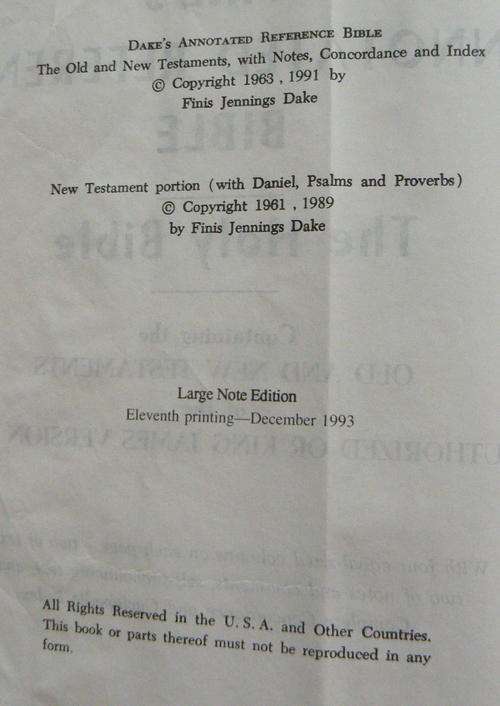 DAKE'S ANNOTATED REFERENCE BIBLE
The Old and New Testaments, with Notes, Concordance and Index
© Copyright 1963 , 1991 by
Finis Jennings Dake
New Testament portion (with Daniel, Psalms and Proverbs)
© Copyright 1961 , 1989
by Finis Jennings Dake
Large Note Edition
Eleventh printing—December 1993
All Rights Reserved in the U. S. A. and Other Countries.
This book or parts thereof must not be reproduced in any
form.